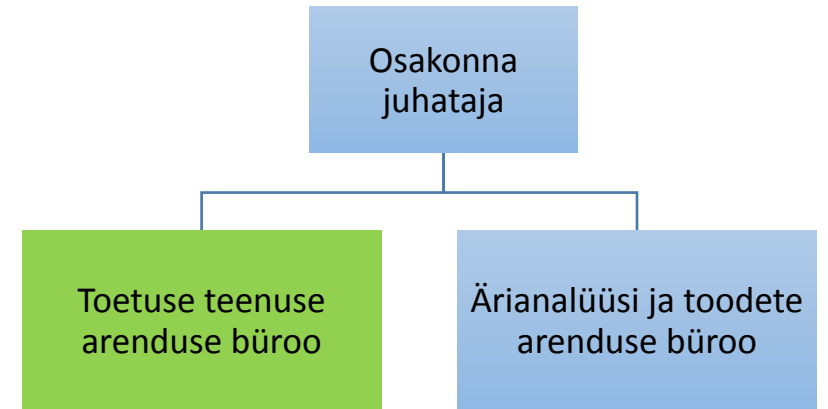 Osakonna
juhataja
Toetuse teenuse
arenduse büroo
Ärianalüüsi ja toodete
arenduse büroo